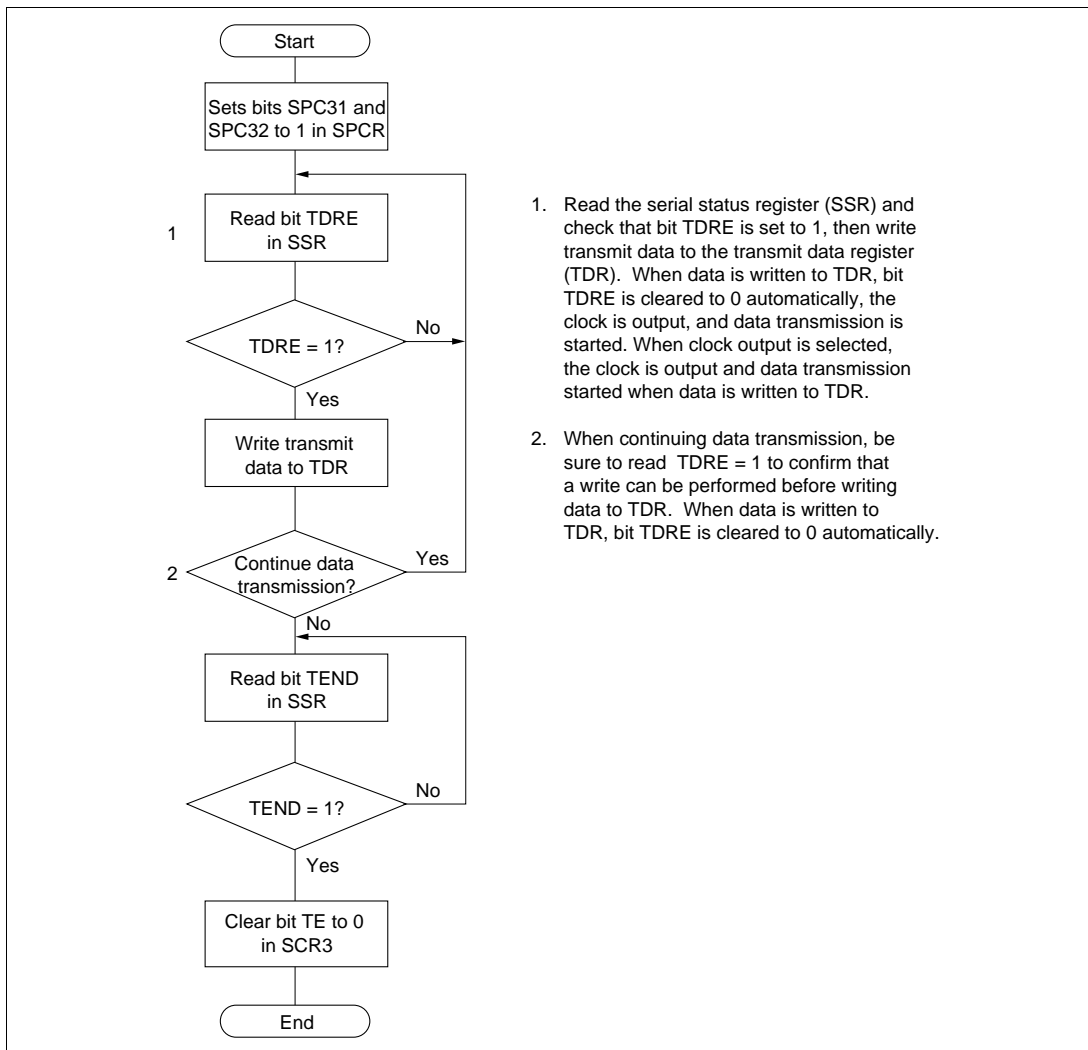 Start
Sets bits SPC31 and
SPC32 to 1 in SPCR
1
Read bit TDRE
in SSR
TDRE = 1?
No
Yes
Write transmit
data to TDR
2
Continue data
transmission?
Yes
No
Read bit TEND
in SSR
TEND = 1?
No
Yes
Clear bit TE to 0
in SCR3
End
1. Read the serial status register (SSR) and
check that bit TDRE is set to 1, then write
transmit data to the transmit data register
(TDR). When data is written to TDR, bit
TDRE is cleared to 0 automatically, the
clock is output, and data transmission is
started. When clock output is selected,
the clock is output and data transmission
started when data is written to TDR.
2. When continuing data transmission, be
sure to read TDRE = 1 to confirm that
a write can be performed before writing
data to TDR. When data is written to
TDR, bit TDRE is cleared to 0 automatically.